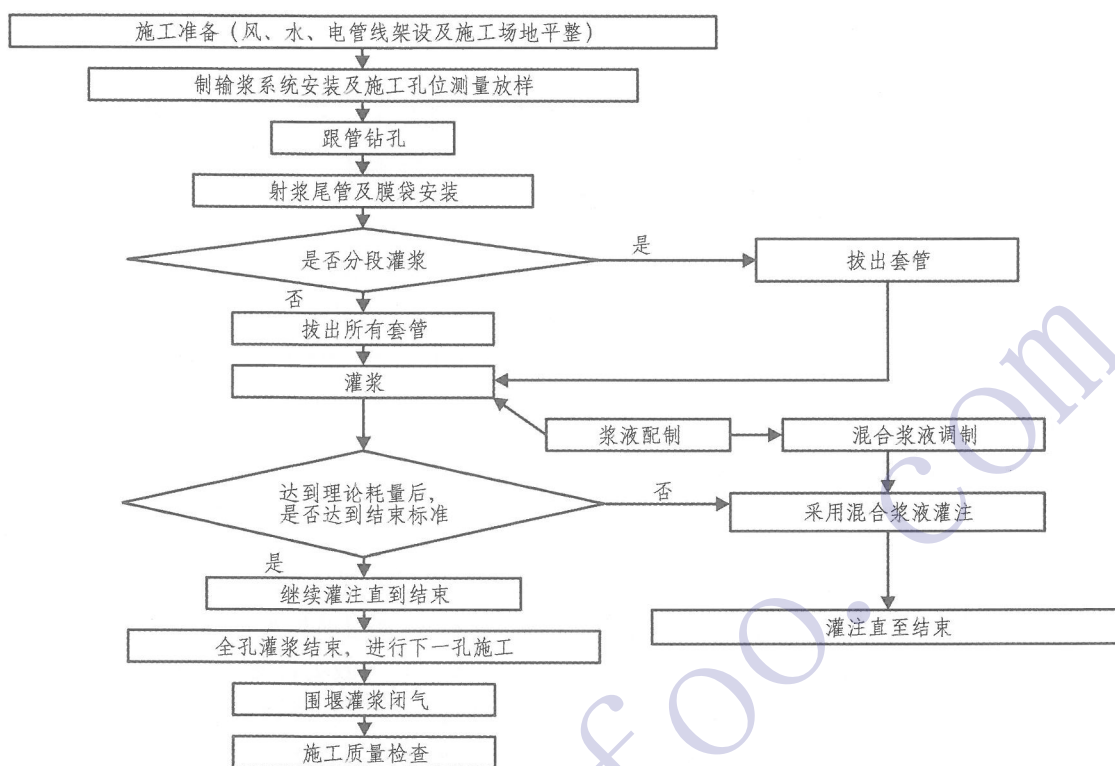 施工准备（风、水、电管线架设及施工场地平整）
制输浆系统安装及施工孔位测量放样
跟管钻孔
射浆尾管及膜袋安装
是否分段灌浆
是
拔出套管
否
拔出所有套管
灌浆
浆液配制
混合浆液调制
达到理论耗量后，
是否达到结束标准
否
采用混合浆液灌注
是
继续灌注直到结束
灌注直至结束
全孔灌浆结束，进行下一孔施工
围堰灌浆闭气
施工质量检查
foo.com